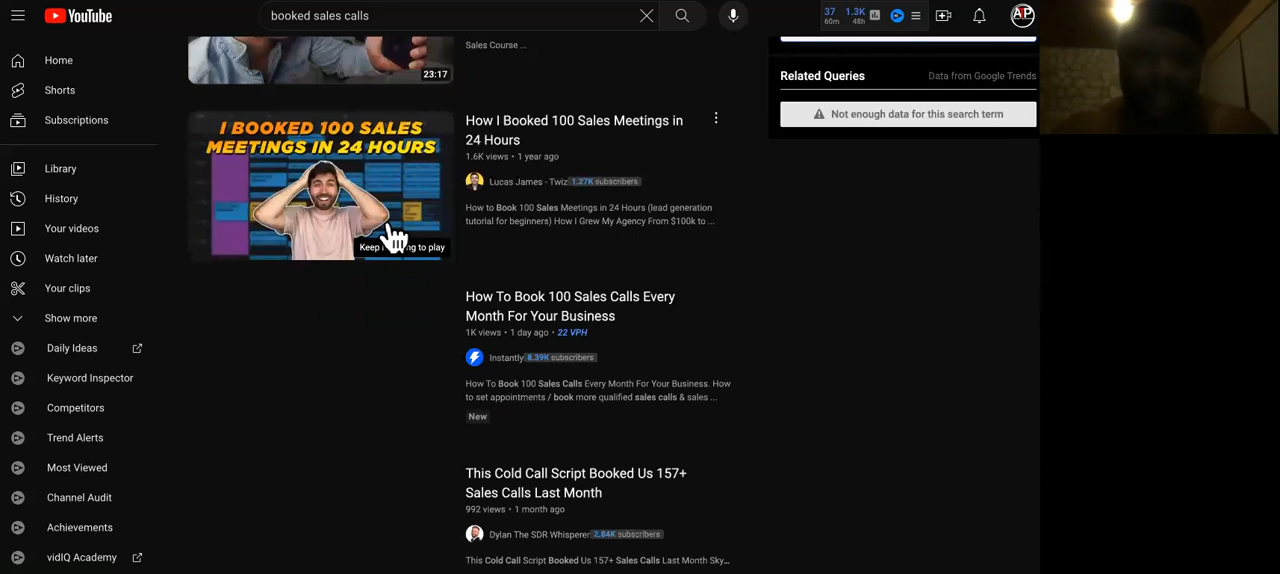 YouTube
booked sales calls
37
60m
1.3K
48h
Home
Shorts
Subscriptions
Library
History
Your videos
Watch later
Your clips
Show more
Daily Ideas
Keyword Inspector
Competitors
Trend Alerts
Most Viewed
Channel Audit
Achievements
vidIQ Academy
23:17
Sales Course ...
I BOOKED 100 SALES
MEETINGS IN 24 HOURS
Keep
to play
How I Booked 100 Sales Meetings in
24 Hours
1.6K views • 1 year ago
Lucas James - Twiz 1.27K subscribers
How to Book 100 Sales Meetings in 24 Hours (lead generation
tutorial for beginners) How I Grew My Agency From $100k to ...
How To Book 100 Sales Calls Every
Month For Your Business
1K views • 1 day ago • 22 VPH
Instantly 8.39K subscribers
How To Book 100 Sales Calls Every Month For Your Business. How
to set appointments / book more qualified sales calls & sales ...
New
This Cold Call Script Booked Us 157+
Sales Calls Last Month
992 views • 1 month ago
Dylan The SDR Whisperer 2.84K subscribers
This Cold Call Script Booked Us 157+ Sales Calls Last Month Sky...
Related Queries
Data from Google Trends
Not enough data for this search term